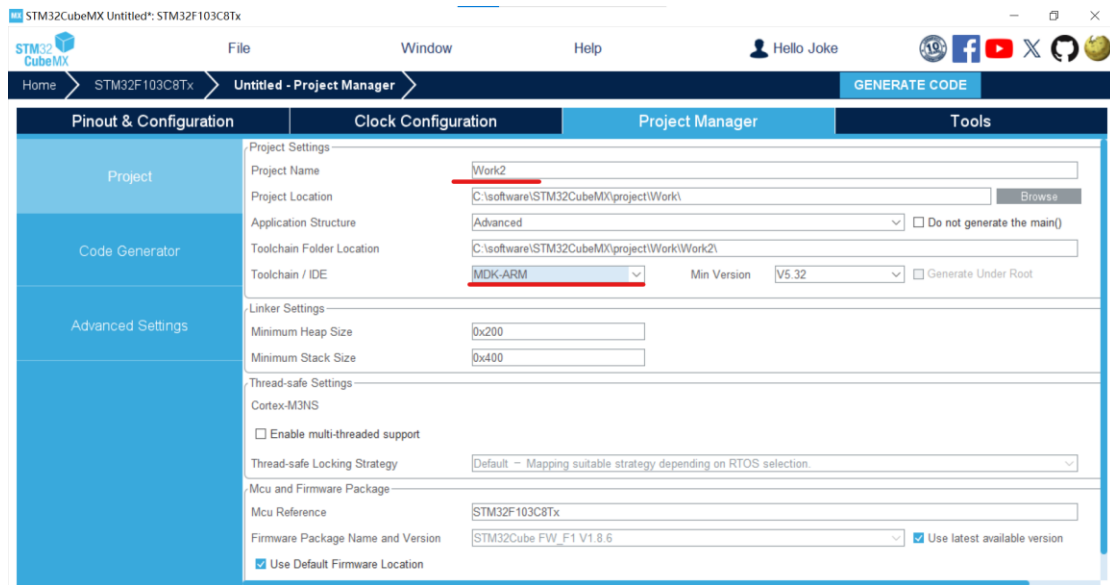 MX STM32CubeMX Untitled*: STM32F103C8Tx
STM32 CubeMX File Window Help Hello Joke 10
Home STM32F103C8Tx Untitled - Project Manager GENERATE CODE
Pinout & Configuration Clock Configuration Project Manager Tools
Project
Code Generator
Advanced Settings
Project Settings
Project Name Work2
Project Location C:\software\STM32CubeMX\project\Work\ Browse
Application Structure Advanced Do not generate the main()
Toolchain Folder Location C:\software\STM32CubeMX\project\Work\Work2\
Toolchain / IDE MDK-ARM Min Version V5.32 Generate Under Root
Linker Settings
Minimum Heap Size 0x200
Minimum Stack Size 0x400
Thread-safe Settings
Cortex-M3NS
Enable multi-threaded support
Thread-safe Locking Strategy Default – Mapping suitable strategy depending on RTOS selection.
Mcu and Firmware Package
Mcu Reference STM32F103C8Tx
Firmware Package Name and Version STM32Cube FW_F1 V1.8.6 Use latest available version
Use Default Firmware Location